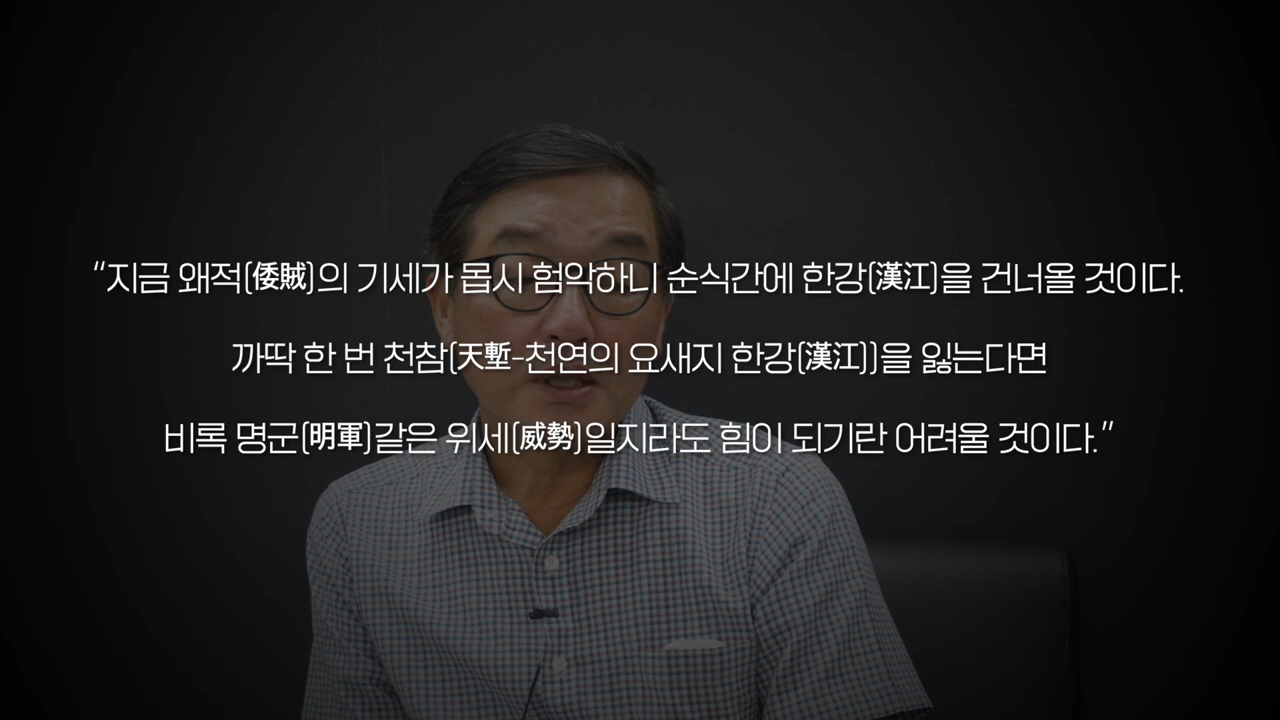 “지금 왜적(倭賊)의 기세가 몹시 험악하니 순식간에 한강(漢江)을 건너올 것이다.
까딱 한 번 천참(天塹-천연의 요새지 한강(漢江))을 잃는다면
비록 명군(明軍)같은 위세(威勢)일지라도 힘이 되기란 어려울 것이다.”